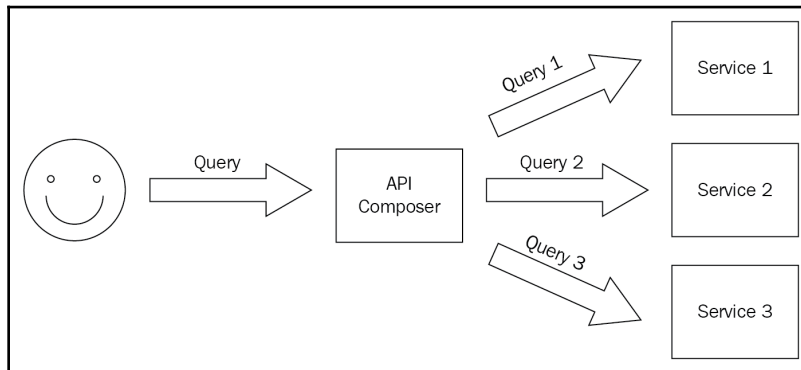 Query
API
Composer
Query 1
Service 1
Query 2
Service 2
Query 3
Service 3